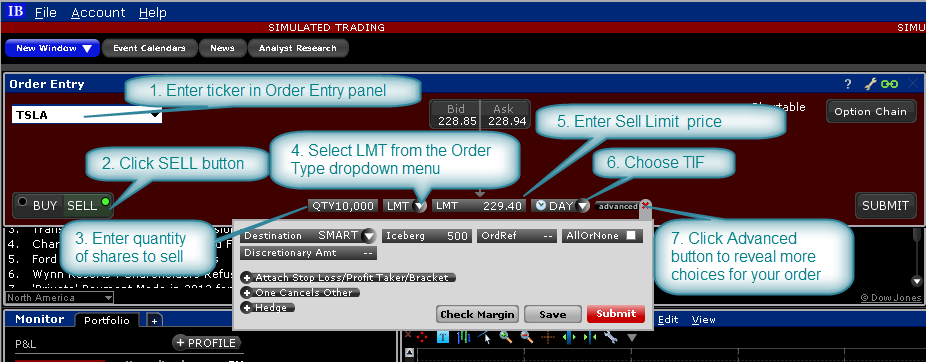 IB File Account Help
SIMULATED TRADING
SIMU
New Window Event Calendars News Analyst Research
Order Entry
?
1. Enter ticker in Order Entry panel
TSLA
Bid Ask
228.85 228.94
Option Chain
5. Enter Sell Limit price
4. Select LMT from the Order
Type dropdown menu
2. Click SELL button
6. Choose TIF
BUY SELL
QTY10,000 LMT LMT 229.40 DAY advanced
SUBMIT
3. Enter quantity
of shares to sell
7. Click Advanced
button to reveal more
choices for your order
Destination SMART Iceberg 500 OrdRef -- AllOrNone
Discretionary Amt --
Attach Stop Loss/Profit Taker/Bracket
One Cancels Other
Hedge
Check Margin Save Submit
3.
4.
5. Ford
6. Wynn
North America
© Dow Jones
Monitor Portfolio +
Edit View
P&L + PROFILE